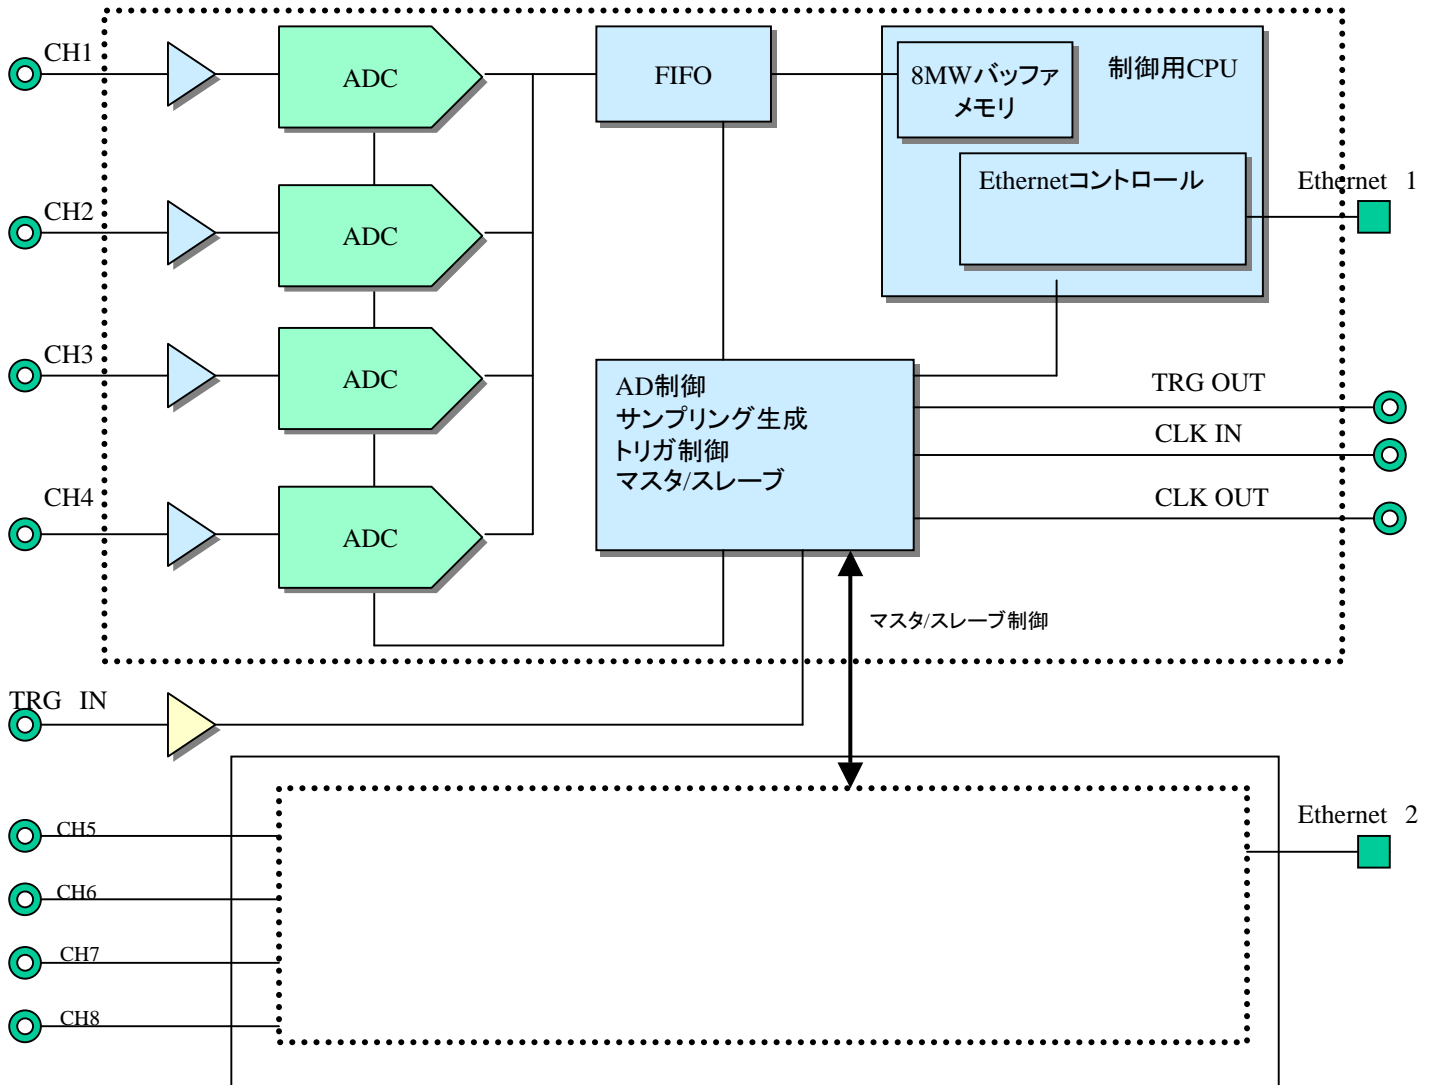 CH1
ADC
FIFO
8MWバッファ
メモリ
制御用CPU
Ethernetコントロール
Ethernet 1
CH2
ADC
CH3
ADC
AD制御
サンプリング生成
トリガ制御
マスタ/スレーブ
TRG OUT
CLK IN
CLK OUT
CH4
ADC
マスタ/スレーブ制御
TRG IN
CH5
CH6
CH7
CH8
Ethernet 2